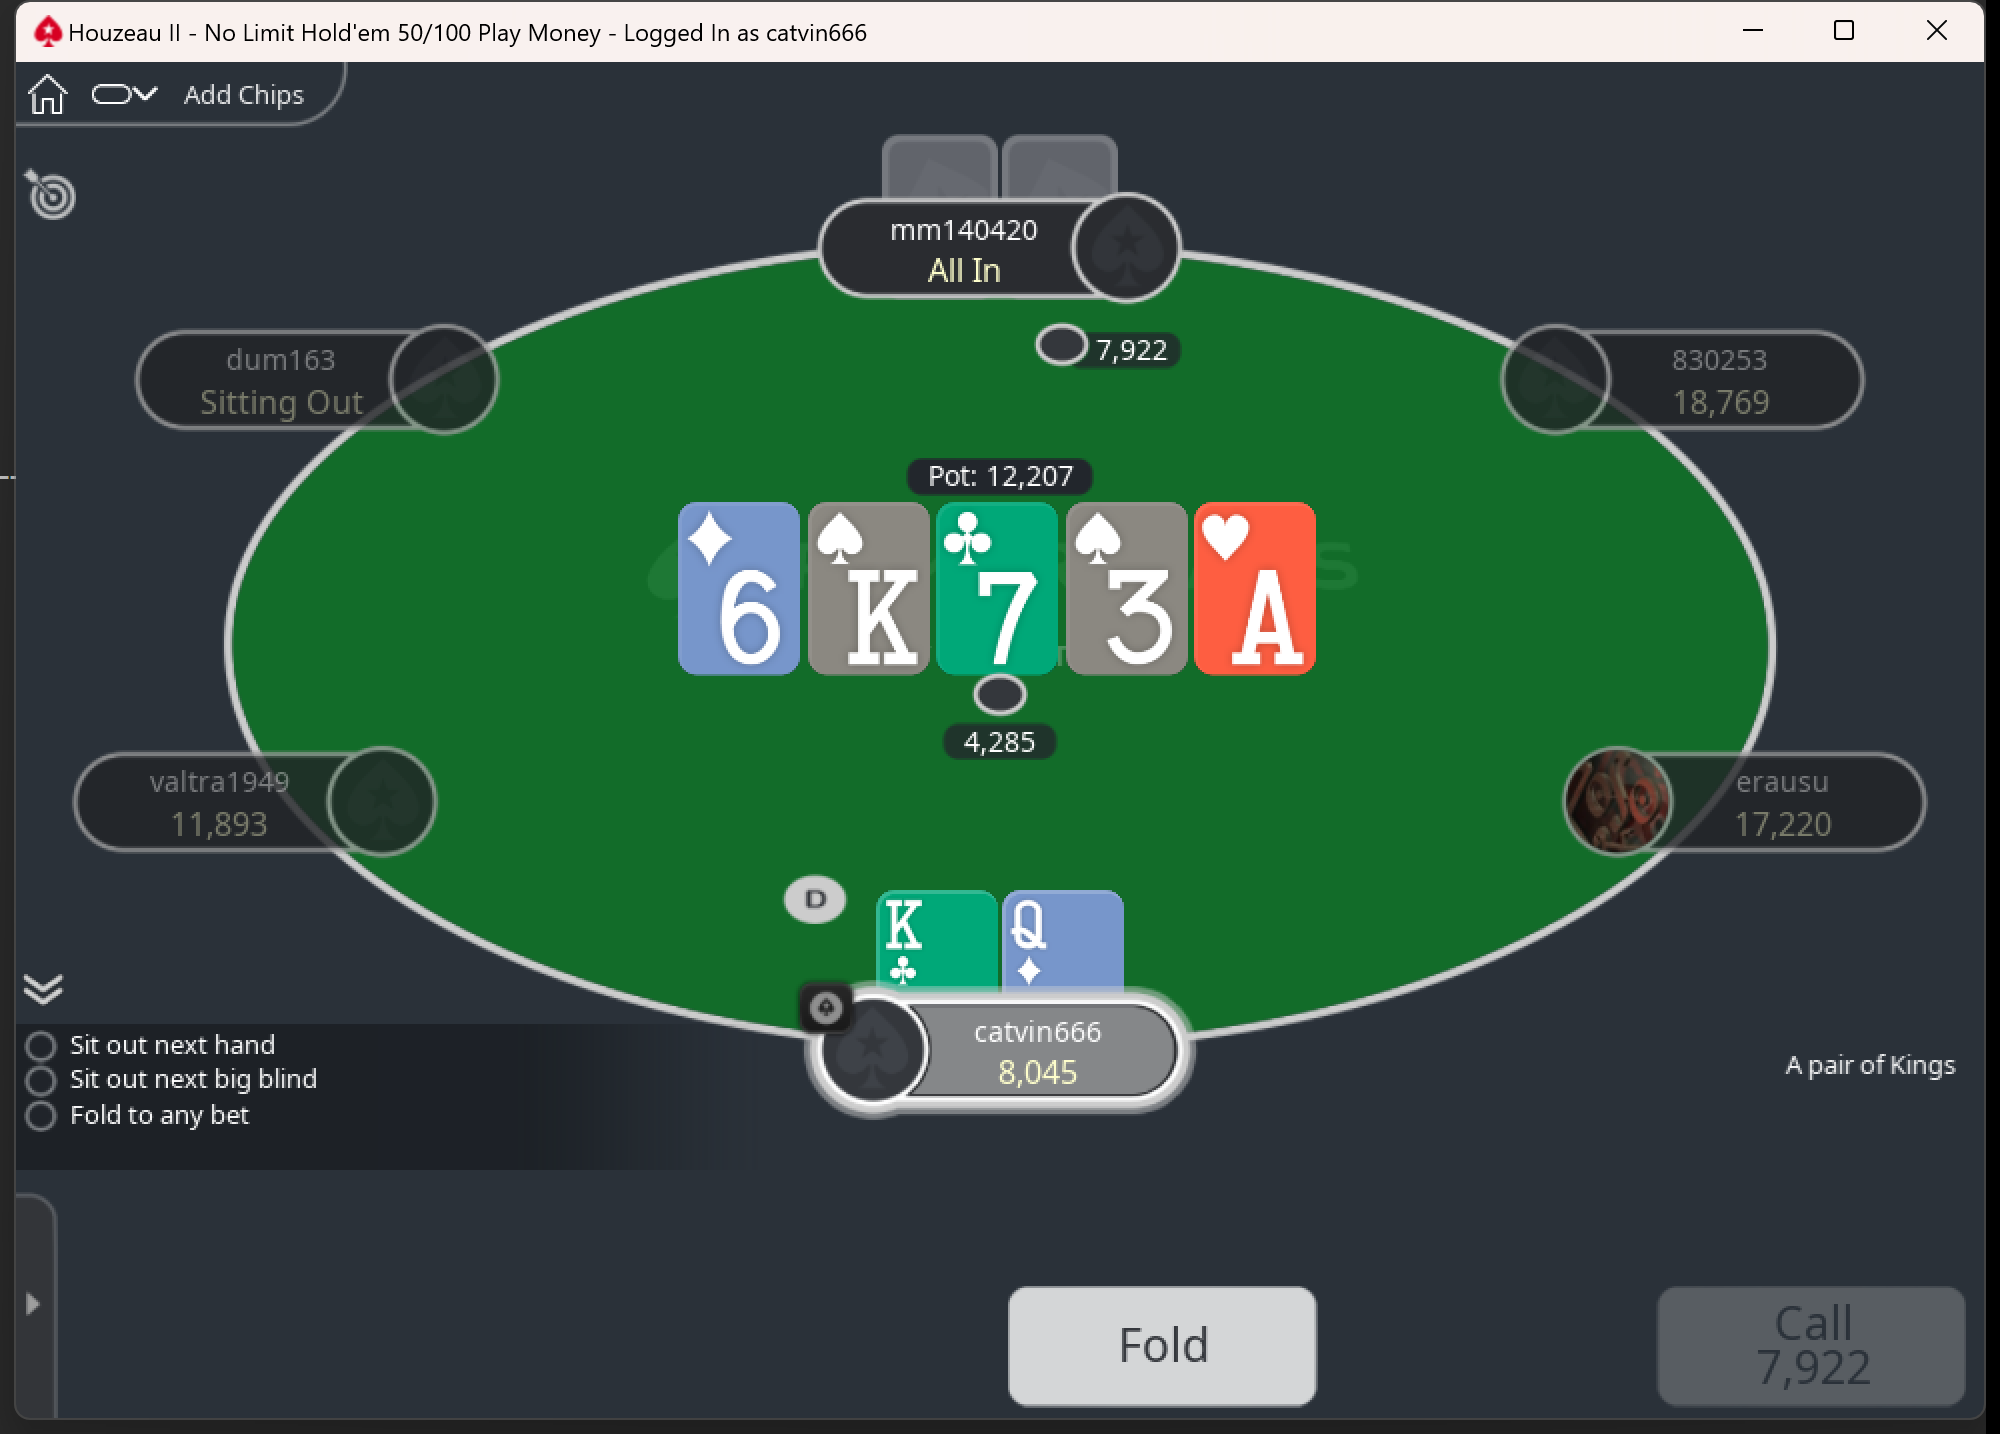 Houzeau II - No Limit Hold'em 50/100 Play Money - Logged In as catvin666
Add Chips
mm140420
All In
7,922
dum163
Sitting Out
830253
18,769
Pot: 12,207
6 K 7 3 A
4,285
valtra1949
11,893
erausu
17,220
D
K Q
catvin666
8,045
Sit out next hand
Sit out next big blind
Fold to any bet
A pair of Kings
Fold
Call
7,922